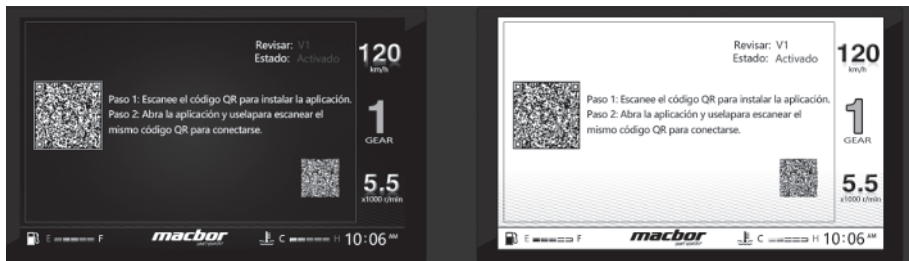 Revisar: V1
Estado: Activado
120
km/h
Paso 1: Escanee el código QR para instalar la aplicación.
Paso 2: Abra la aplicación y uselapara escanear el
mismo código QR para conectarse.
1
GEAR
5.5
x1000 r/min
E F
macbor
C H
10:06 AM
Revisar: V1
Estado: Activado
120
km/h
Paso 1: Escanee el código QR para instalar la aplicación.
Paso 2: Abra la aplicación y uselapara escanear el
mismo código QR para conectarse.
1
GEAR
5.5
x1000 r/min
E F
macbor
C H
10:06 AM